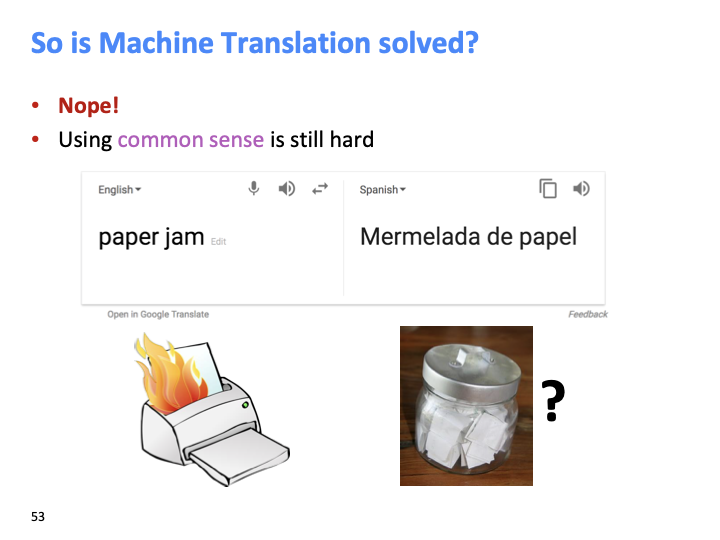 So is Machine Translation solved?
• Nope!
• Using common sense is still hard
English
Spanish
paper jam Edit
Mermelada de papel
Open in Google Translate
Feedback
?
53